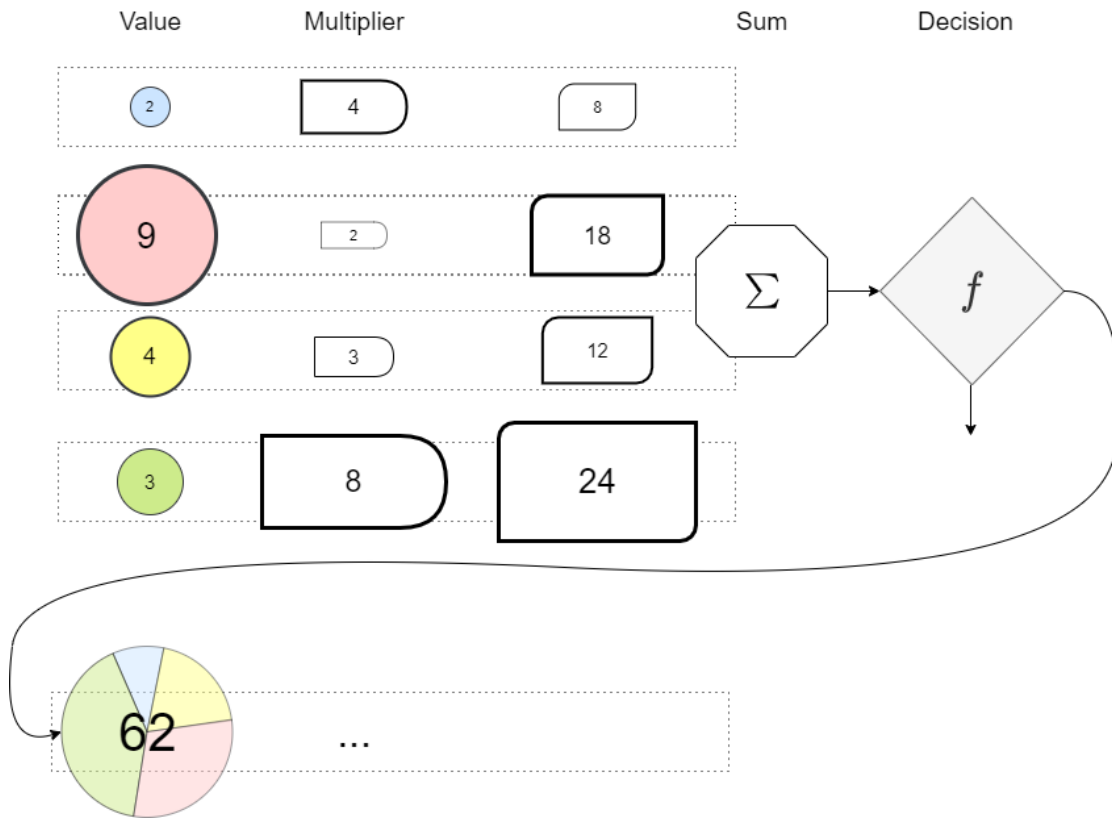 Value Multiplier Sum Decision
2 4 8
9 2 18
Σ f
4 3 12
3 8 24
62 ...